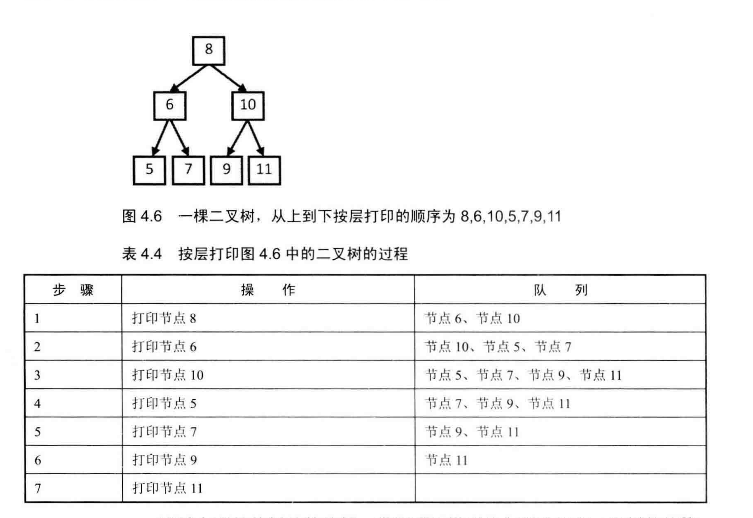 8
6 10
5 7 9 11
图 4.6 一棵二叉树，从上到下按层打印的顺序为 8,6,10,5,7,9,11
表 4.4 按层打印图 4.6 中的二叉树的过程
步 骤 操 作 队 列
1 打印节点 8 节点 6、节点 10
2 打印节点 6 节点 10、节点 5、节点 7
3 打印节点 10 节点 5、节点 7、节点 9、节点 11
4 打印节点 5 节点 7、节点 9、节点 11
5 打印节点 7 节点 9、节点 11
6 打印节点 9 节点 11
7 打印节点 11